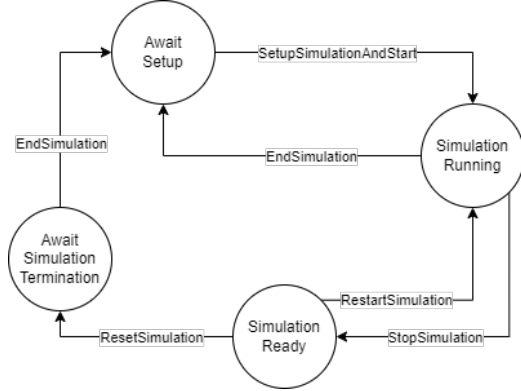 Await
Setup
SetupSimulationAndStart
EndSimulation
EndSimulation
Simulation
Running
Await
Simulation
Termination
RestartSimulation
ResetSimulation
Simulation
Ready
StopSimulation